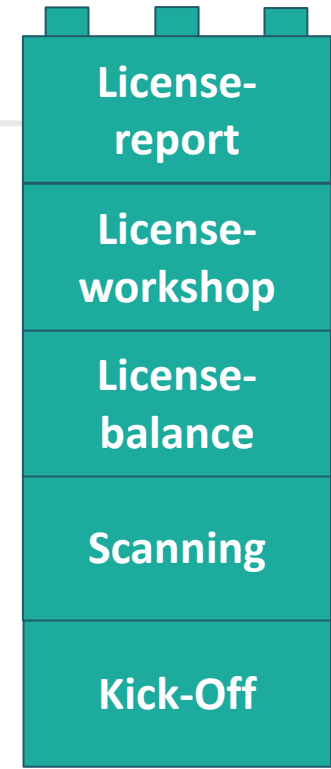 License-
report
License-
workshop
License-
balance
Scanning
Kick-Off